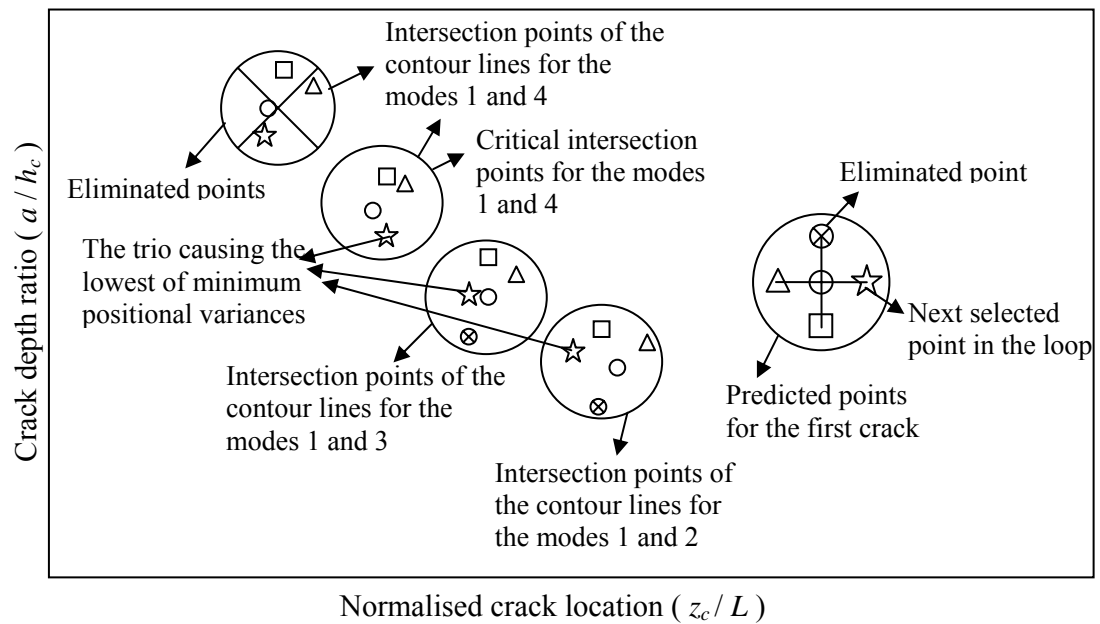 Intersection points of the
contour lines for the
modes 1 and 4
Eliminated points
Critical intersection
points for the modes
1 and 4
Eliminated point
The trio causing the
lowest of minimum
positional variances
Next selected
point in the loop
Intersection points of the
contour lines for the
modes 1 and 3
Predicted points
for the first crack
Intersection points of
the contour lines for
the modes 1 and 2
Crack depth ratio ( a / h_c )
Normalised crack location ( z_c / L )